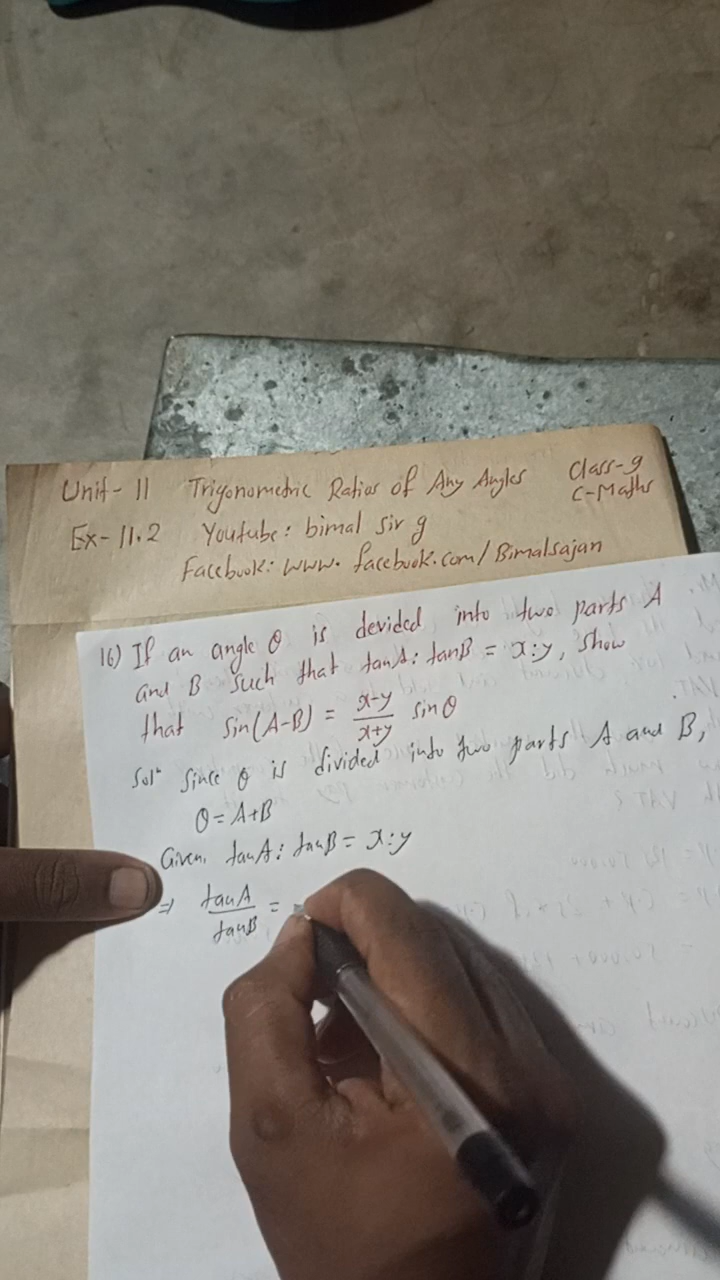 Unit- 11 Trigonometric Ratios of Any Angles Class-9
C-Maths
Ex- 11.2 Youtube: bimal sir g
Facebook: www. facebook.com/Bimalsajan
16) If an angle θ is devided into two parts A
and B such that tanA: tanB = x:y, show
that sin(A-B) = x-y/x+y sinθ
Solⁿ Since θ is divided into two parts A and B,
θ = A+B
Given, tanA: tanB = x:y
⇒ tanA/tanB =